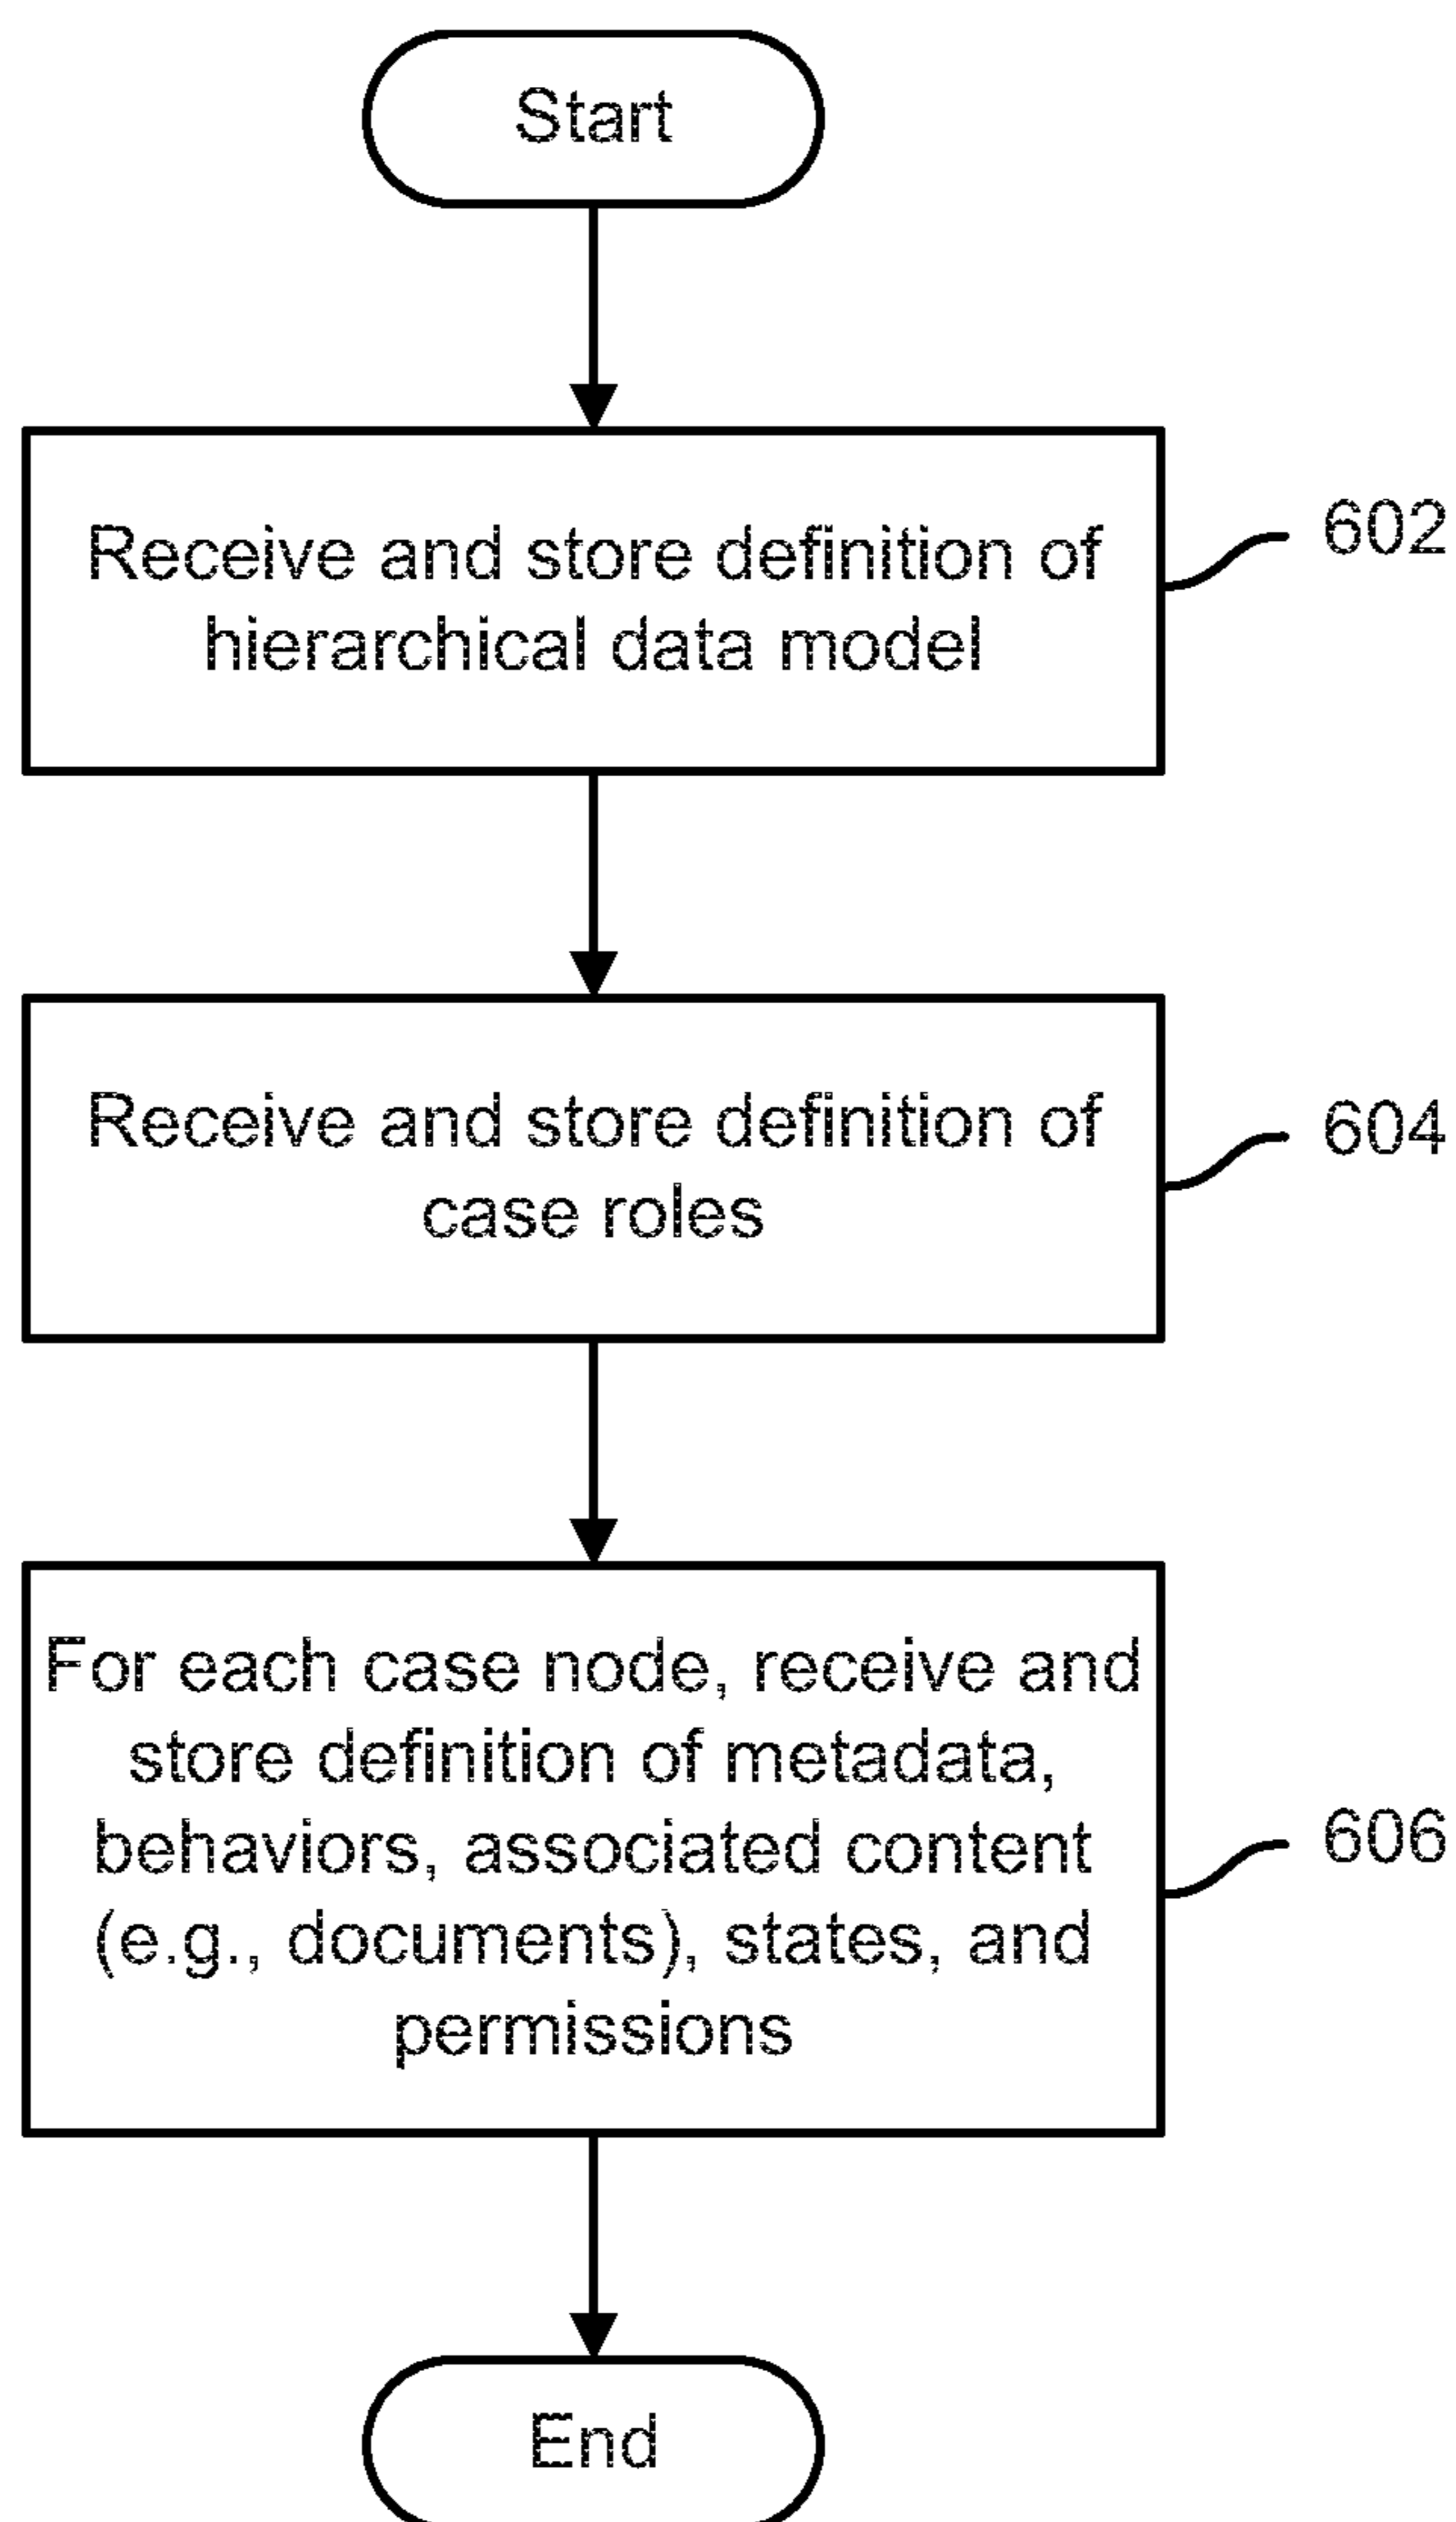 Start
Receive and store definition of
hierarchical data model
602
Receive and store definition of
case roles
604
For each case node, receive and
store definition of metadata,
behaviors, associated content
(e.g., documents), states, and
permissions
606
End